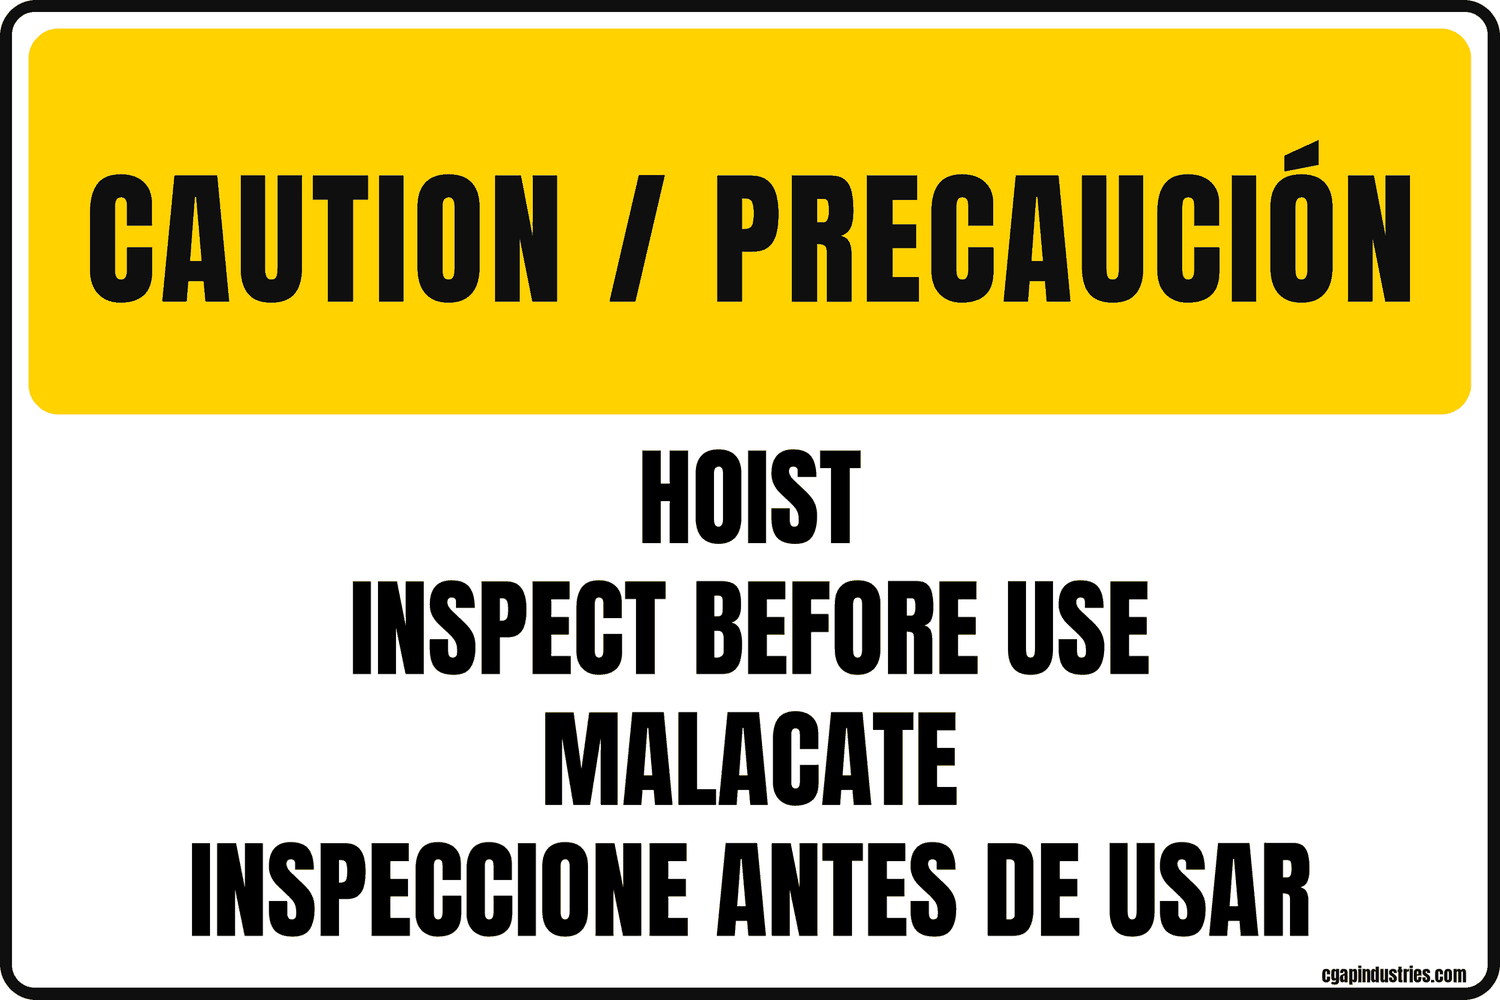 CAUTION / PRECAUCIÓN
HOIST
INSPECT BEFORE USE
MALACATE
INSPECCIONE ANTES DE USAR
cgapindustries.com